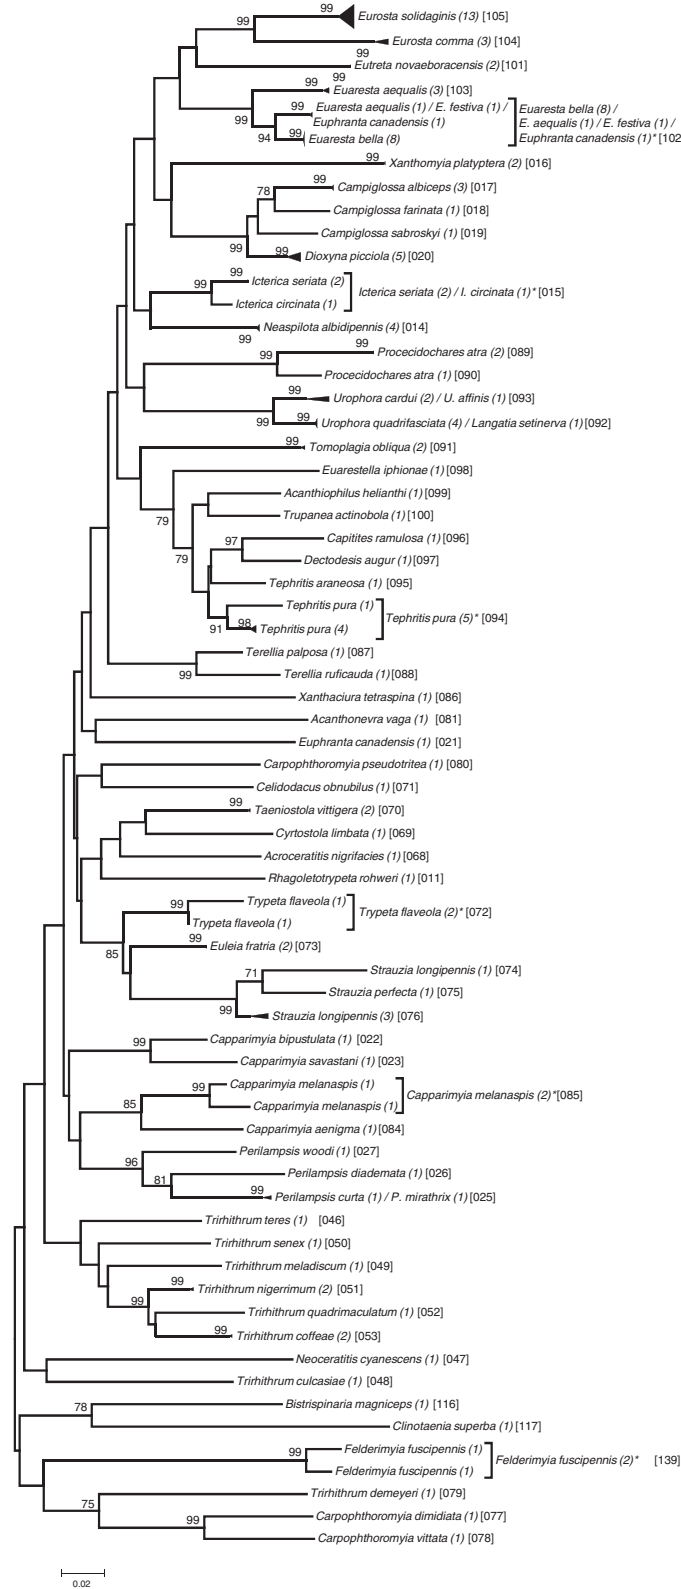 99
Eurosta solidaginis (13) [105]
99
Eurosta comma (3) [104]
99
Eutreta novaeboracensis (2) [101]
99
99
Euaresta aequalis (3) [103]
99
99
Euaresta aequalis (1) / E. festiva (1) /
Euphranta canadensis (1)
94
99
Euaresta bella (8)
Euaresta bella (8) /
E. aequalis (1) / E. festiva (1) /
Euphranta canadensis (1)* [102
99
Xanthomyia platyptera (2) [016]
99
78
Campiglossa albiceps (3) [017]
Campiglossa farinata (1) [018]
Campiglossa sabroskyi (1) [019]
99
99
Dioxyna picciola (5) [020]
99
99
Icterica seriata (2)
Icterica circinata (1)
Icterica seriata (2) / I. circinata (1)* [015]
Neaspilota albidipennis (4) [014]
99
99
99
Procecidochares atra (2) [089]
Procecidochares atra (1) [090]
99
Urophora cardui (2) / U. affinis (1) [093]
99
99
Urophora quadrifasciata (4) / Langatia setinerva (1) [092]
99
Tomoplagia obliqua (2) [091]
Euarestella iphionae (1) [098]
79
Acanthiophilus helianthi (1) [099]
Trupanea actinobola (1) [100]
79
97
Capitites ramulosa (1) [096]
Dectodesis augur (1) [097]
Tephritis araneosa (1) [095]
Tephritis pura (1)
91
98
Tephritis pura (4)
Tephritis pura (5)* [094]
Terellia palposa (1) [087]
99
Terellia ruficauda (1) [088]
Xanthaciura tetraspina (1) [086]
Acanthonevra vaga (1) [081]
Euphranta canadensis (1) [021]
Carpophthoromyia pseudotritea (1) [080]
Celidodacus obnubilus (1) [071]
99
Taeniostola vittigera (2) [070]
Cyrtostola limbata (1) [069]
Acroceratitis nigrifacies (1) [068]
Rhagoletotrypeta rohweri (1) [011]
99
Trypeta flaveola (1)
Trypeta flaveola (1)
Trypeta flaveola (2)* [072]
85
99
Euleia fratria (2) [073]
71
Strauzia longipennis (1) [074]
Strauzia perfecta (1) [075]
99
Strauzia longipennis (3) [076]
99
Capparimyia bipustulata (1) [022]
Capparimyia savastani (1) [023]
99
Capparimyia melanaspis (1)
Capparimyia melanaspis (1)
Capparimyia melanaspis (2)*[085]
85
Capparimyia aenigma (1) [084]
96
Perilampsis woodi (1) [027]
81
Perilampsis diademata (1) [026]
99
Perilampsis curta (1) / P. mirathrix (1) [025]
Trirhithrum teres (1) [046]
Trirhithrum senex (1) [050]
Trirhithrum meladiscum (1) [049]
99
99
Trirhithrum nigerrimum (2) [051]
Trirhithrum quadrimaculatum (1) [052]
99
Trirhithrum coffeae (2) [053]
Neoceratitis cyanescens (1) [047]
Trirhithrum culcasiae (1) [048]
78
Bistrispinaria magniceps (1) [116]
Clinotaenia superba (1) [117]
99
Felderimyia fuscipennis (1)
Felderimyia fuscipennis (1)
Felderimyia fuscipennis (2)* [139]
75
Trirhithrum demeyeri (1) [079]
99
Carpophthoromyia dimidiata (1) [077]
Carpophthoromyia vittata (1) [078]
0.02